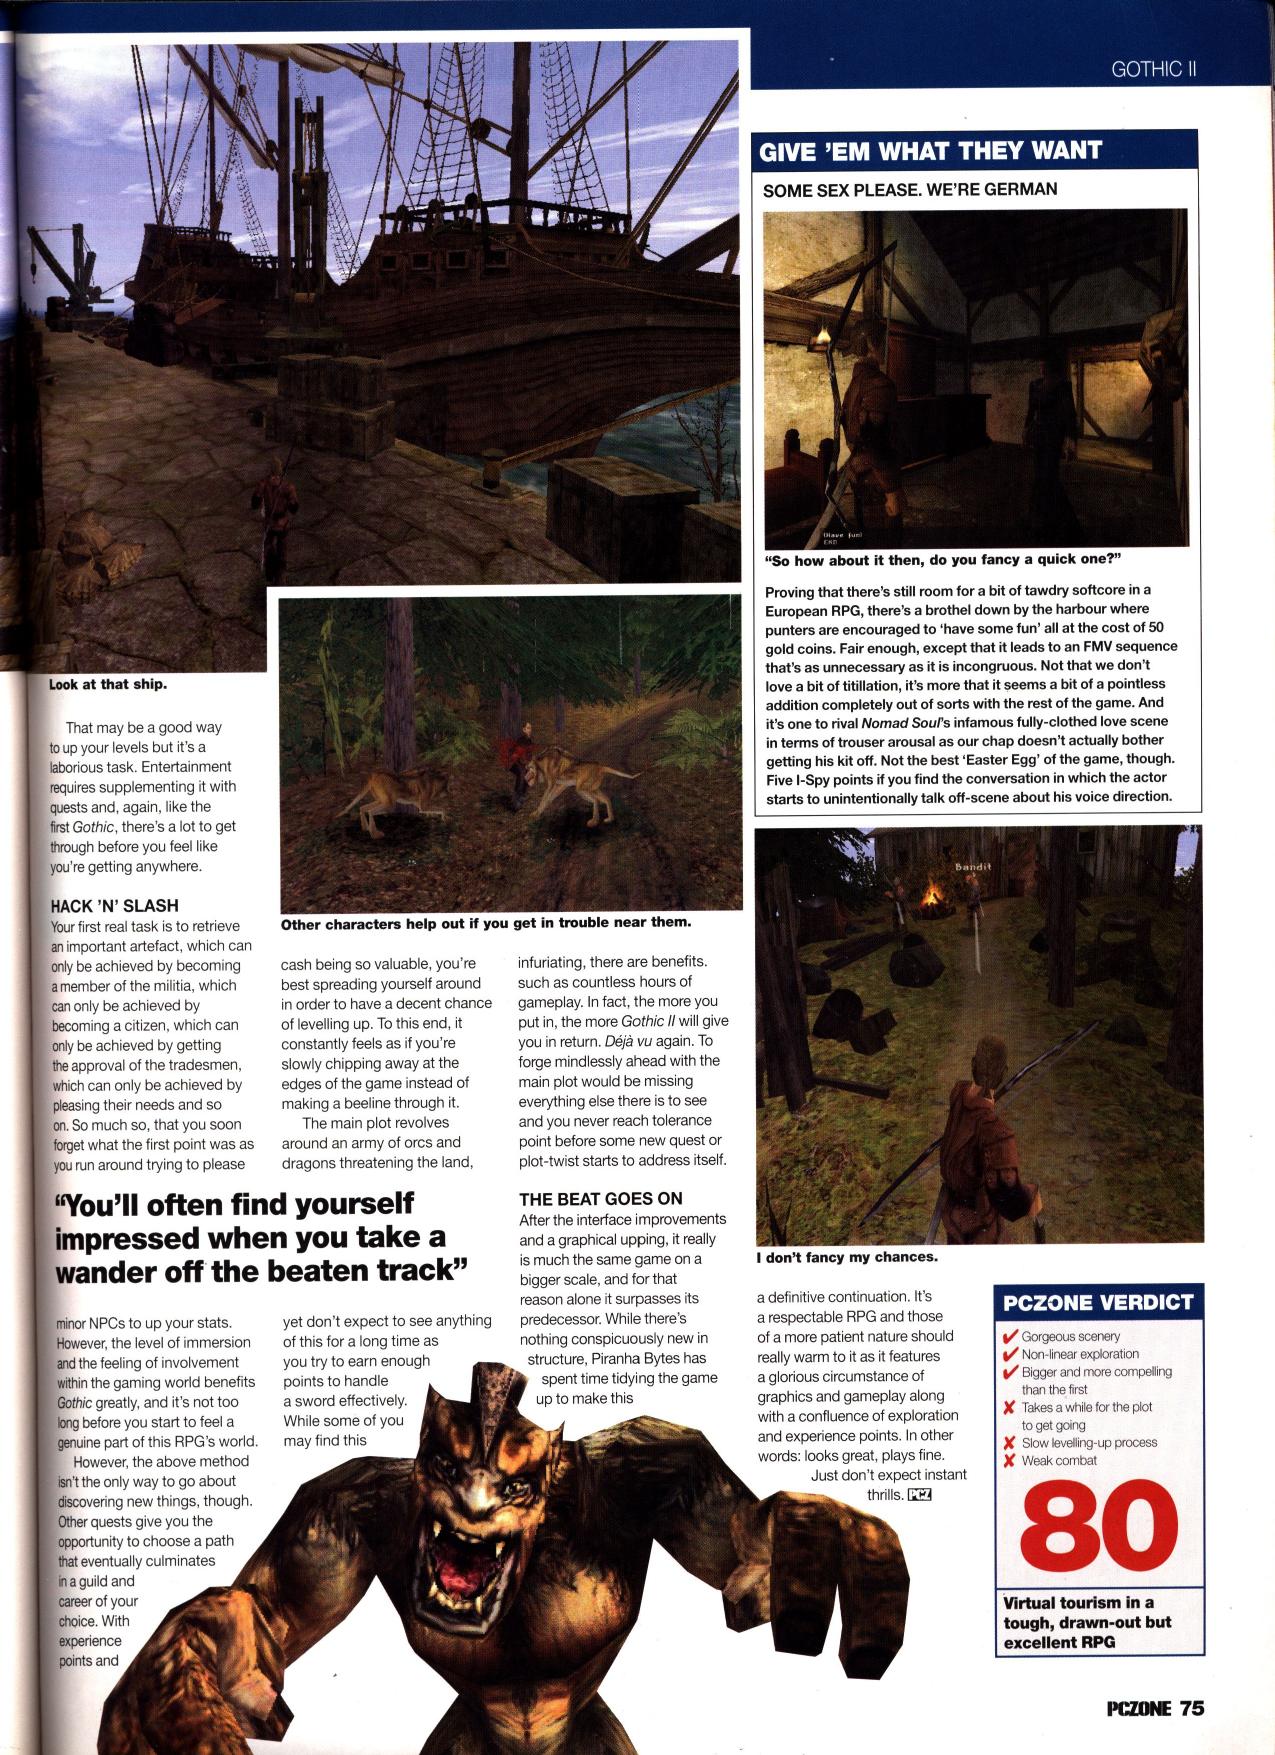 GOTHIC II
Look at that ship.
That may be a good way
to up your levels but it's a
laborious task. Entertainment
requires supplementing it with
quests and, again, like the
first Gothic, there's a lot to get
through before you feel like
you're getting anywhere.
HACK 'N' SLASH
Your first real task is to retrieve
an important artefact, which can
only be achieved by becoming
a member of the militia, which
can only be achieved by
becoming a citizen, which can
only be achieved by getting
the approval of the tradesmen,
which can only be achieved by
pleasing their needs and so
on. So much so, that you soon
forget what the first point was as
you run around trying to please
"You'll often find yourself
impressed when you take a
wander off the beaten track"
minor NPCs to up your stats.
However, the level of immersion
and the feeling of involvement
within the gaming world benefits
Gothic greatly, and it's not too
long before you start to feel a
genuine part of this RPG's world.
However, the above method
isn't the only way to go about
discovering new things, though.
Other quests give you the
opportunity to choose a path
that eventually culminates
in a guild and
career of your
choice. With
experience
points and
Other characters help out if you get in trouble near them.
cash being so valuable, you're
best spreading yourself around
in order to have a decent chance
of levelling up. To this end, it
constantly feels as if you're
slowly chipping away at the
edges of the game instead of
making a beeline through it.
The main plot revolves
around an army of orcs and
dragons threatening the land,
yet don't expect to see anything
of this for a long time as
you try to earn enough
points to handle
a sword effectively.
While some of you
may find this
infuriating, there are benefits.
such as countless hours of
gameplay. In fact, the more you
put in, the more Gothic II will give
you in return. Déjà vu again. To
forge mindlessly ahead with the
main plot would be missing
everything else there is to see
and you never reach tolerance
point before some new quest or
plot-twist starts to address itself.
THE BEAT GOES ON
After the interface improvements
and a graphical upping, it really
is much the same game on a
bigger scale, and for that
reason alone it surpasses its
predecessor. While there's
nothing conspicuously new in
structure, Piranha Bytes has
spent time tidying the game
up to make this
a definitive continuation. It's
a respectable RPG and those
of a more patient nature should
really warm to it as it features
a glorious circumstance of
graphics and gameplay along
with a confluence of exploration
and experience points. In other
words: looks great, plays fine.
Just don't expect instant
thrills. PCZ
GIVE 'EM WHAT THEY WANT
SOME SEX PLEASE. WE'RE GERMAN
(Have fun)
END
"So how about it then, do you fancy a quick one?"
Proving that there's still room for a bit of tawdry softcore in a
European RPG, there's a brothel down by the harbour where
punters are encouraged to 'have some fun' all at the cost of 50
gold coins. Fair enough, except that it leads to an FMV sequence
that's as unnecessary as it is incongruous. Not that we don't
love a bit of titillation, it's more that it seems a bit of a pointless
addition completely out of sorts with the rest of the game. And
it's one to rival Nomad Soul's infamous fully-clothed love scene
in terms of trouser arousal as our chap doesn't actually bother
getting his kit off. Not the best 'Easter Egg' of the game, though.
Five I-Spy points if you find the conversation in which the actor
starts to unintentionally talk off-scene about his voice direction.
Bandit
I don't fancy my chances.
PCZONE VERDICT
✔ Gorgeous scenery
✔ Non-linear exploration
✔ Bigger and more compelling
than the first
✘ Takes a while for the plot
to get going
✘ Slow levelling-up process
✘ Weak combat
80
Virtual tourism in a
tough, drawn-out but
excellent RPG
PCZONE 75